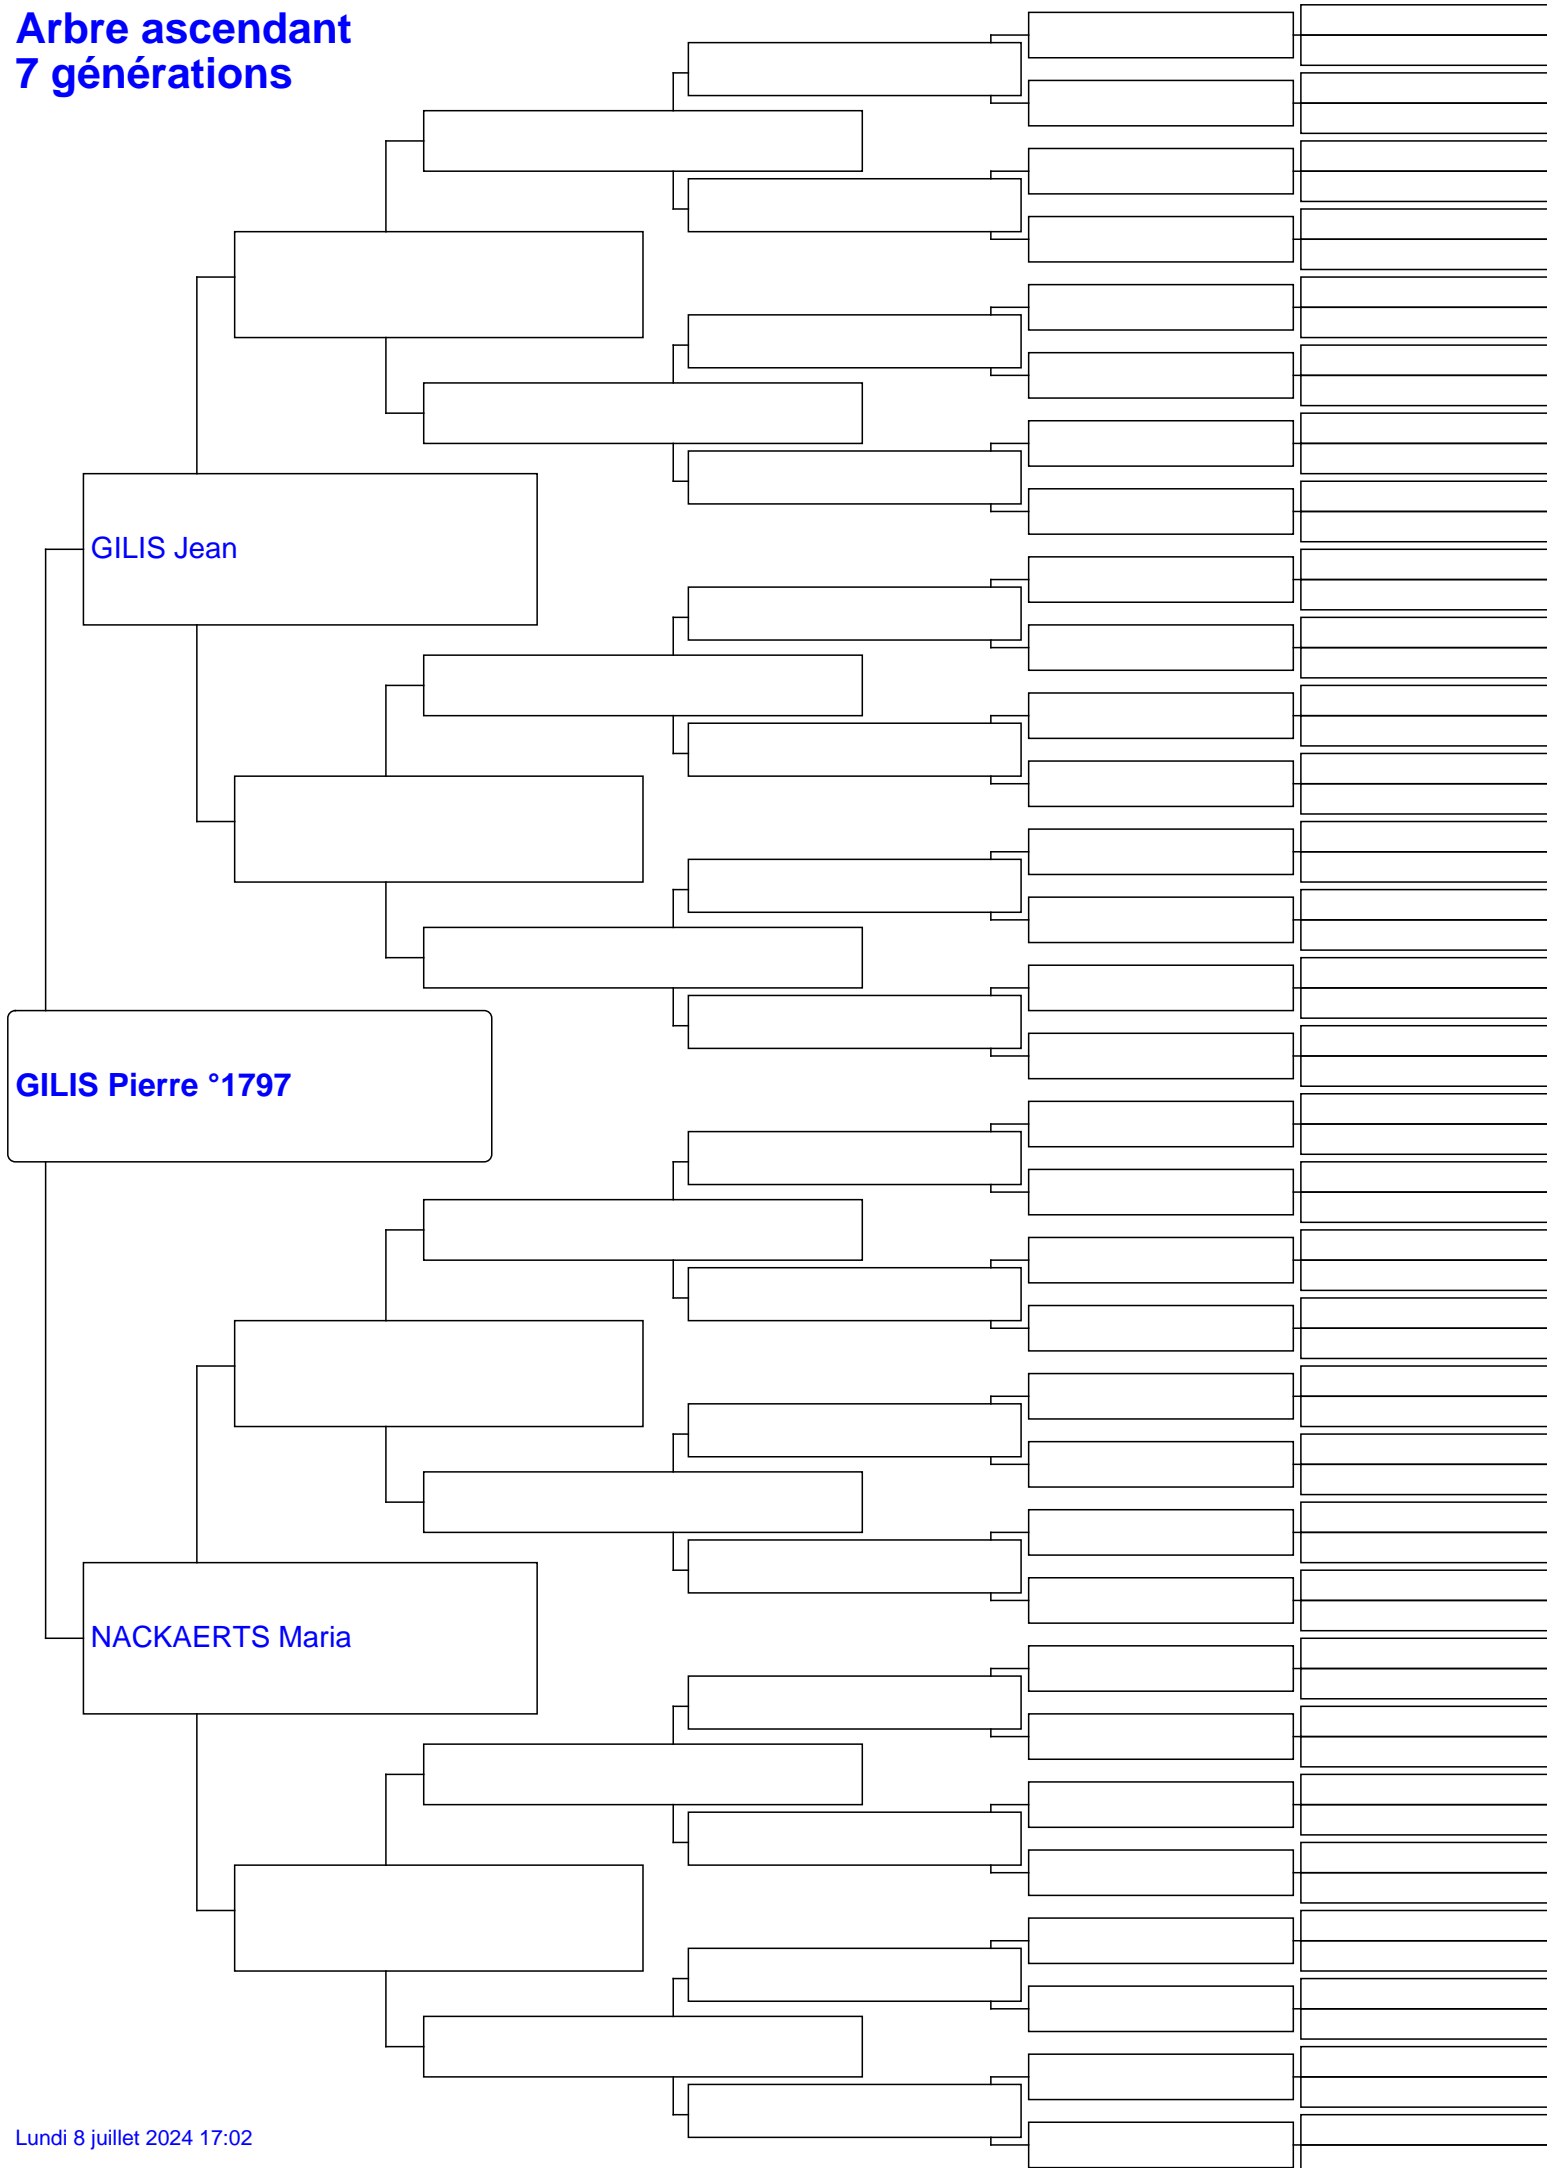 Arbre ascendant
7 générations
GILIS Jean
GILIS Pierre °1797
NACKAERTS Maria
Lundi 8 juillet 2024 17:02